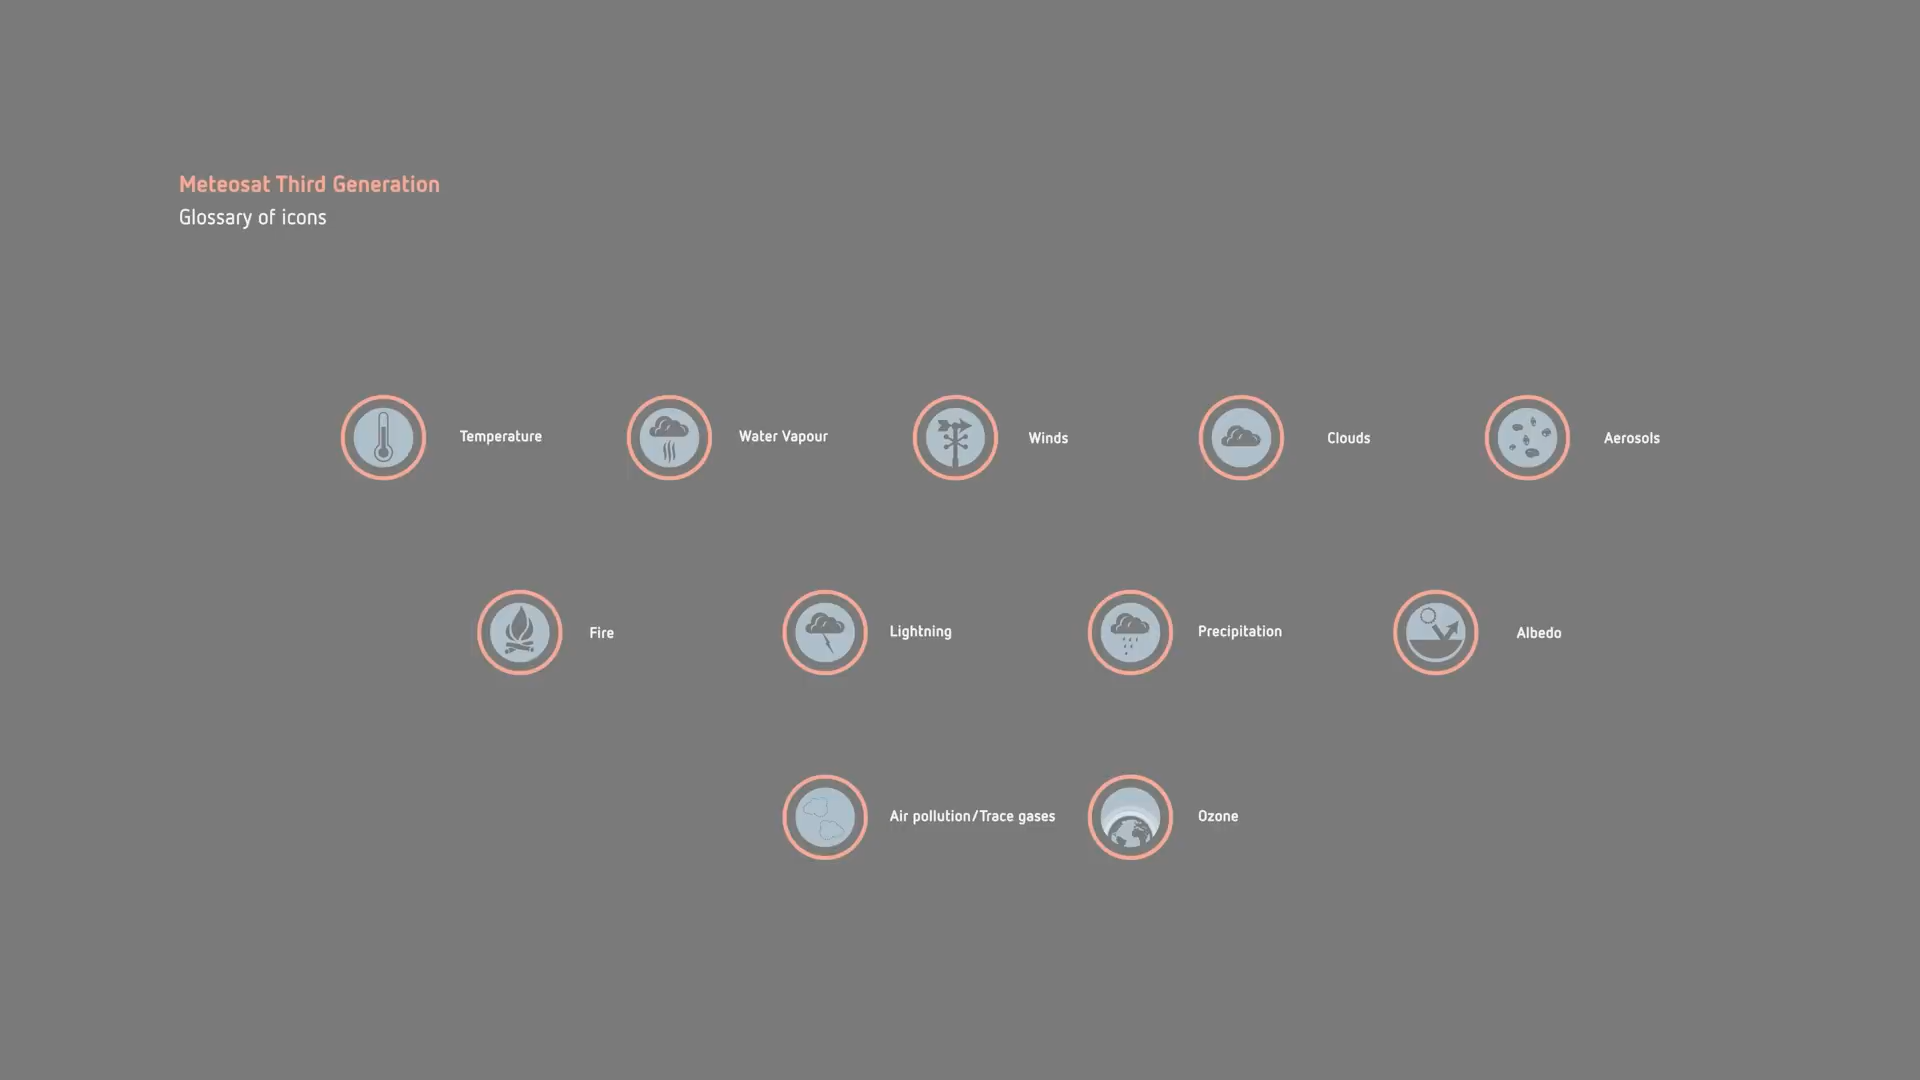 Meteosat Third Generation
Glossary of icons
Temperature
Water Vapour
Winds
Clouds
Aerosols
Fire
Lightning
Precipitation
Albedo
Air pollution/Trace gases
Ozone